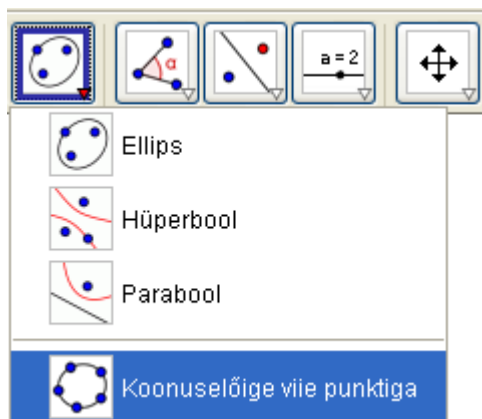 α
a = 2
Ellips
Hüperbool
Parabool
Koonuselõige viie punktiga